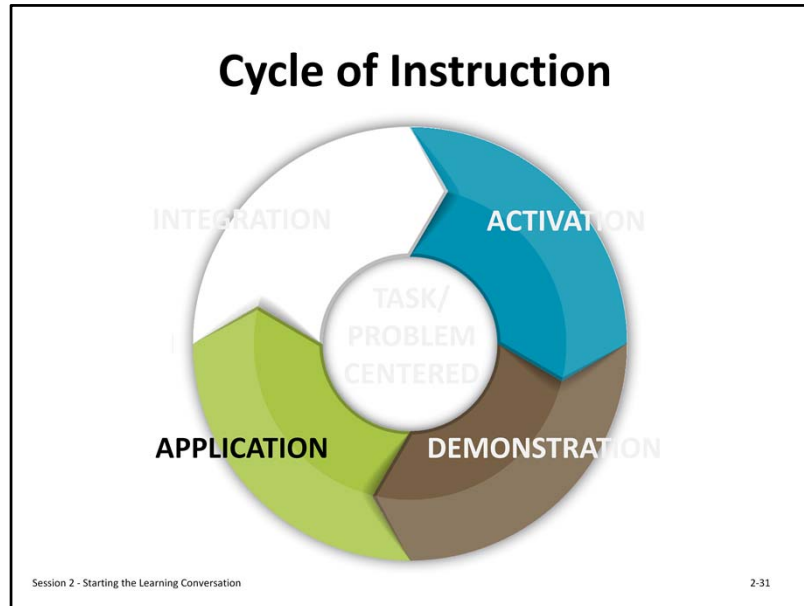 Cycle of Instruction
INTEGRATION
ACTIVATION
TASK/
PROBLEM
CENTERED
APPLICATION
DEMONSTRATION
Session 2 - Starting the Learning Conversation
2-31